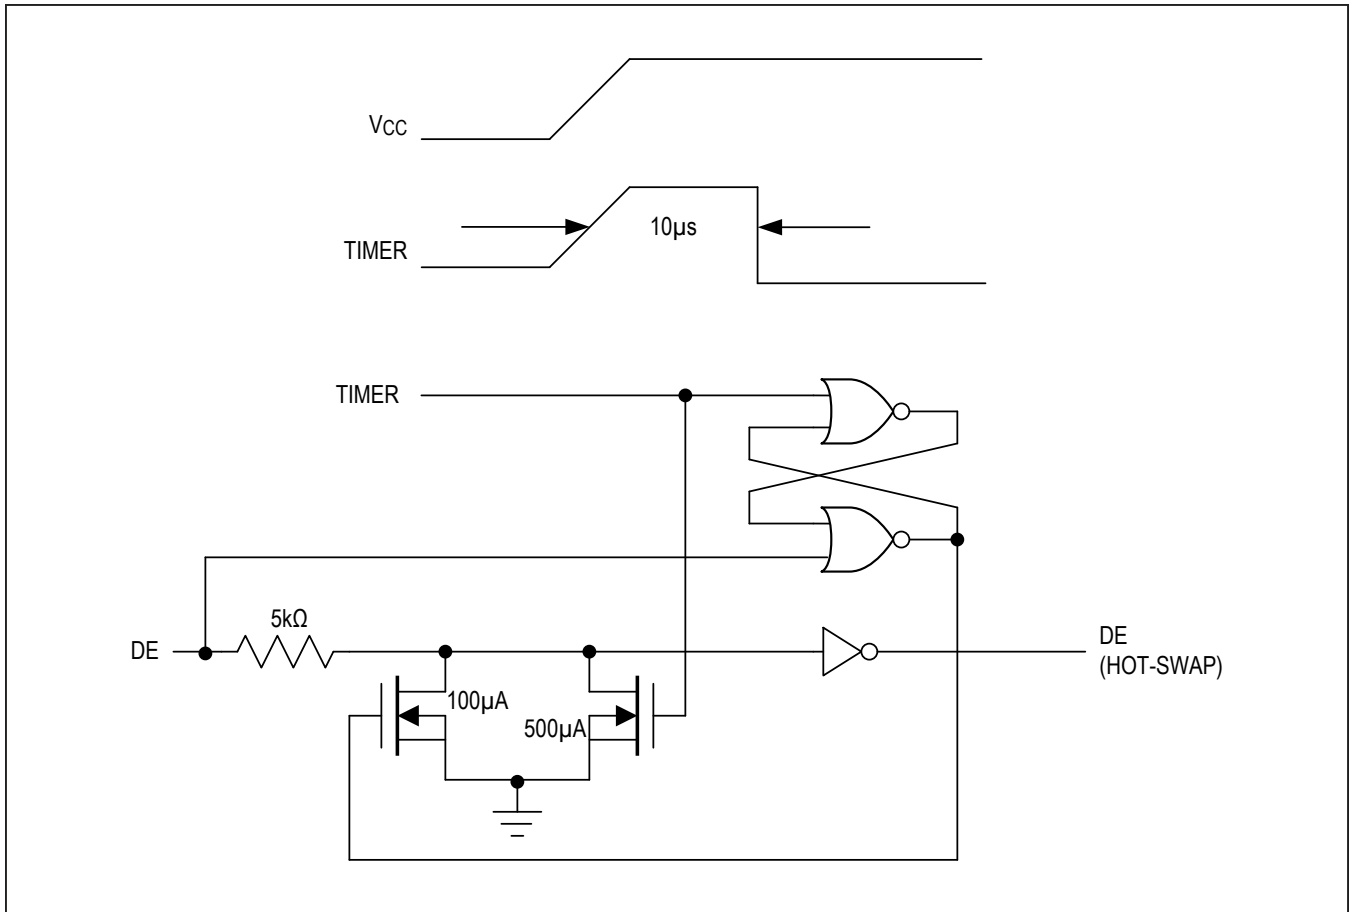 VCC
10µs
TIMER
TIMER
5kΩ
DE
DE
(HOT-SWAP)
100µA
500µA